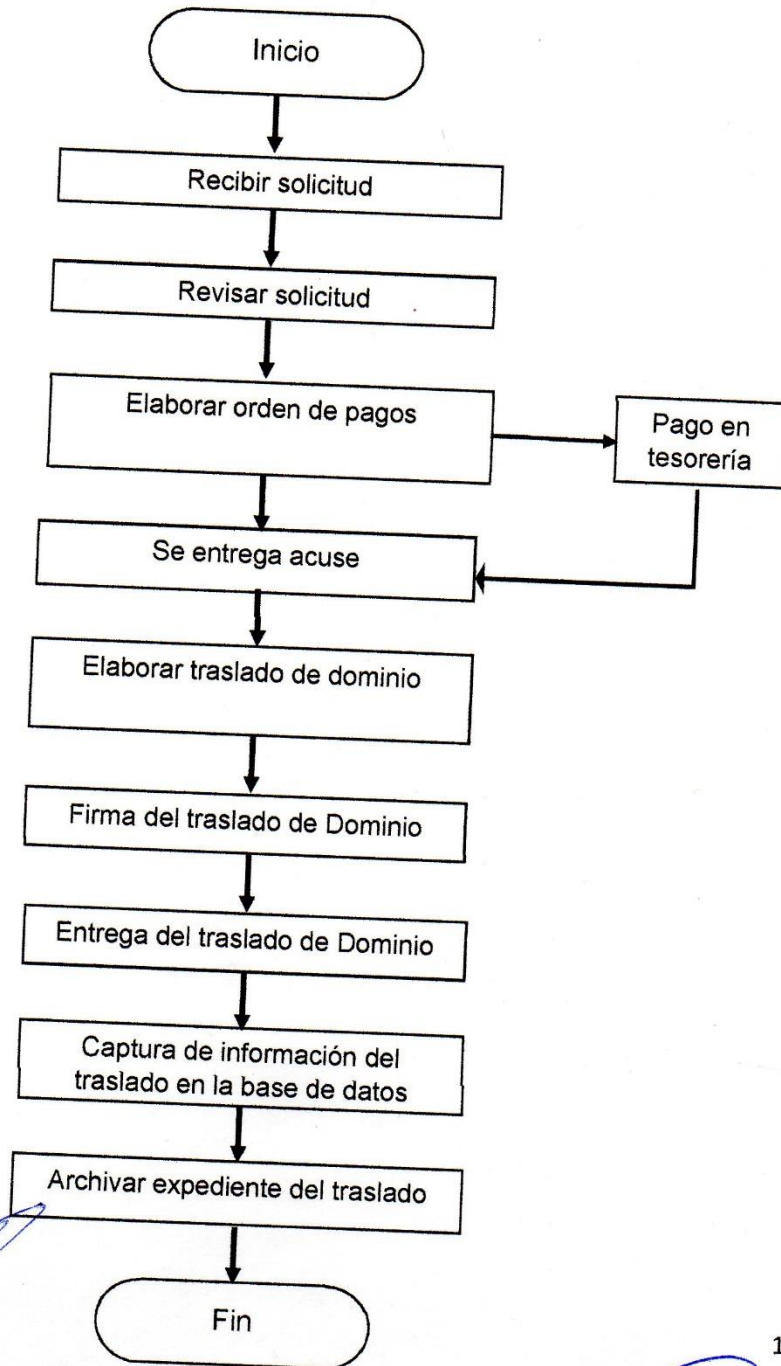 Inicio
Recibir solicitud
Revisar solicitud
Elaborar orden de pagos
Pago en
tesorería
Se entrega acuse
Elaborar traslado de dominio
Firma del traslado de Dominio
Entrega del traslado de Dominio
Captura de información del
traslado en la base de datos
Archivar expediente del traslado
Fin
1